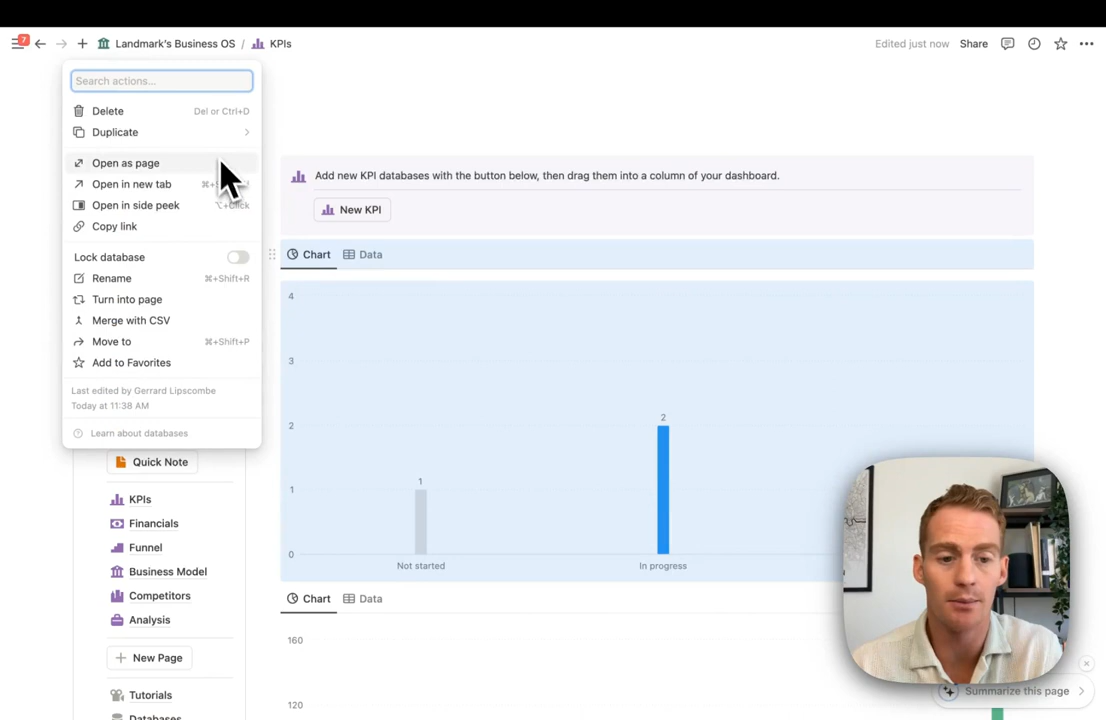 7
Landmark's Business OS / KPIs
Edited just now
Share
Search actions...
Delete Del or Ctrl+D
Duplicate
Open as page
Open in new tab
Open in side peek
Copy link
Lock database
Rename ⌘+Shift+R
Turn into page
Merge with CSV
Move to ⌘+Shift+P
Add to Favorites
Last edited by Gerrard Lipscombe
Today at 11:38 AM
Learn about databases
Quick Note
KPIs
Financials
Funnel
Business Model
Competitors
Analysis
New Page
Tutorials
Databases
Add new KPI databases with the button below, then drag them into a column of your dashboard.
New KPI
Chart Data
4
3
2
1
0
1
2
Not started In progress
Chart Data
160
120
Summarize this page